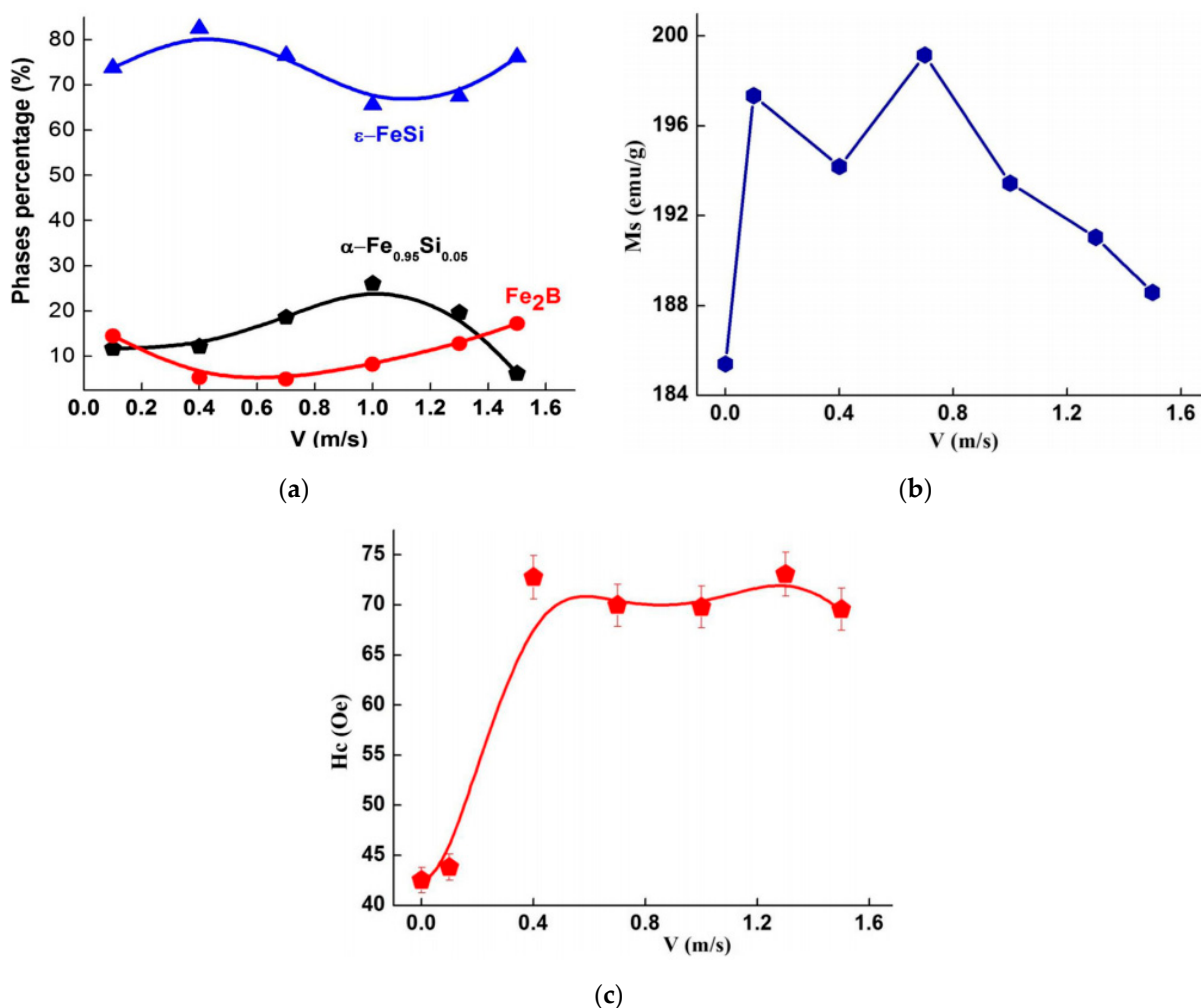 80
70
60
50
40
30
20
10
Phases percentage (%)
ε–FeSi
α–Fe0.95Si0.05
Fe2B
0.0 0.2 0.4 0.6 0.8 1.0 1.2 1.4 1.6
V (m/s)
(a)
200
196
192
188
184
Ms (emu/g)
0.0 0.4 0.8 1.2 1.6
V (m/s)
(b)
75
70
65
60
55
50
45
40
Hc (Oe)
0.0 0.4 0.8 1.2 1.6
V (m/s)
(c)